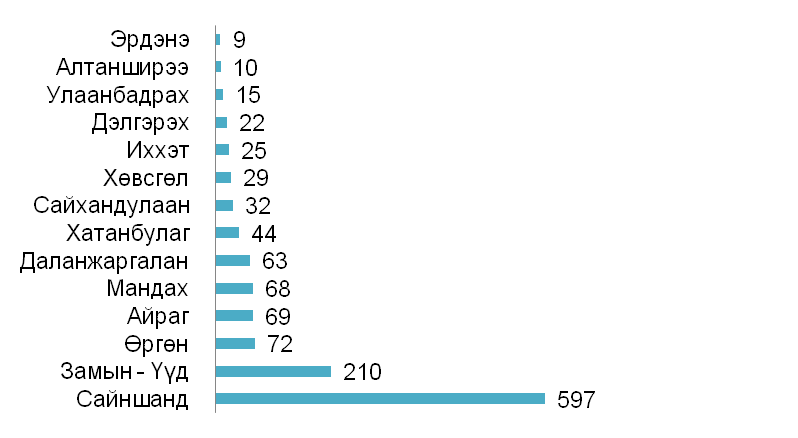 Эрдэнэ 9
Алтанширээ 10
Улаанбадрах 15
Дэлгэрэх 22
Иххэт 25
Хөвсгөл 29
Сайхандулаан 32
Хатанбулаг 44
Даланжаргалан 63
Мандах 68
Айраг 69
Өргөн 72
Замын - Үүд 210
Сайншанд 597